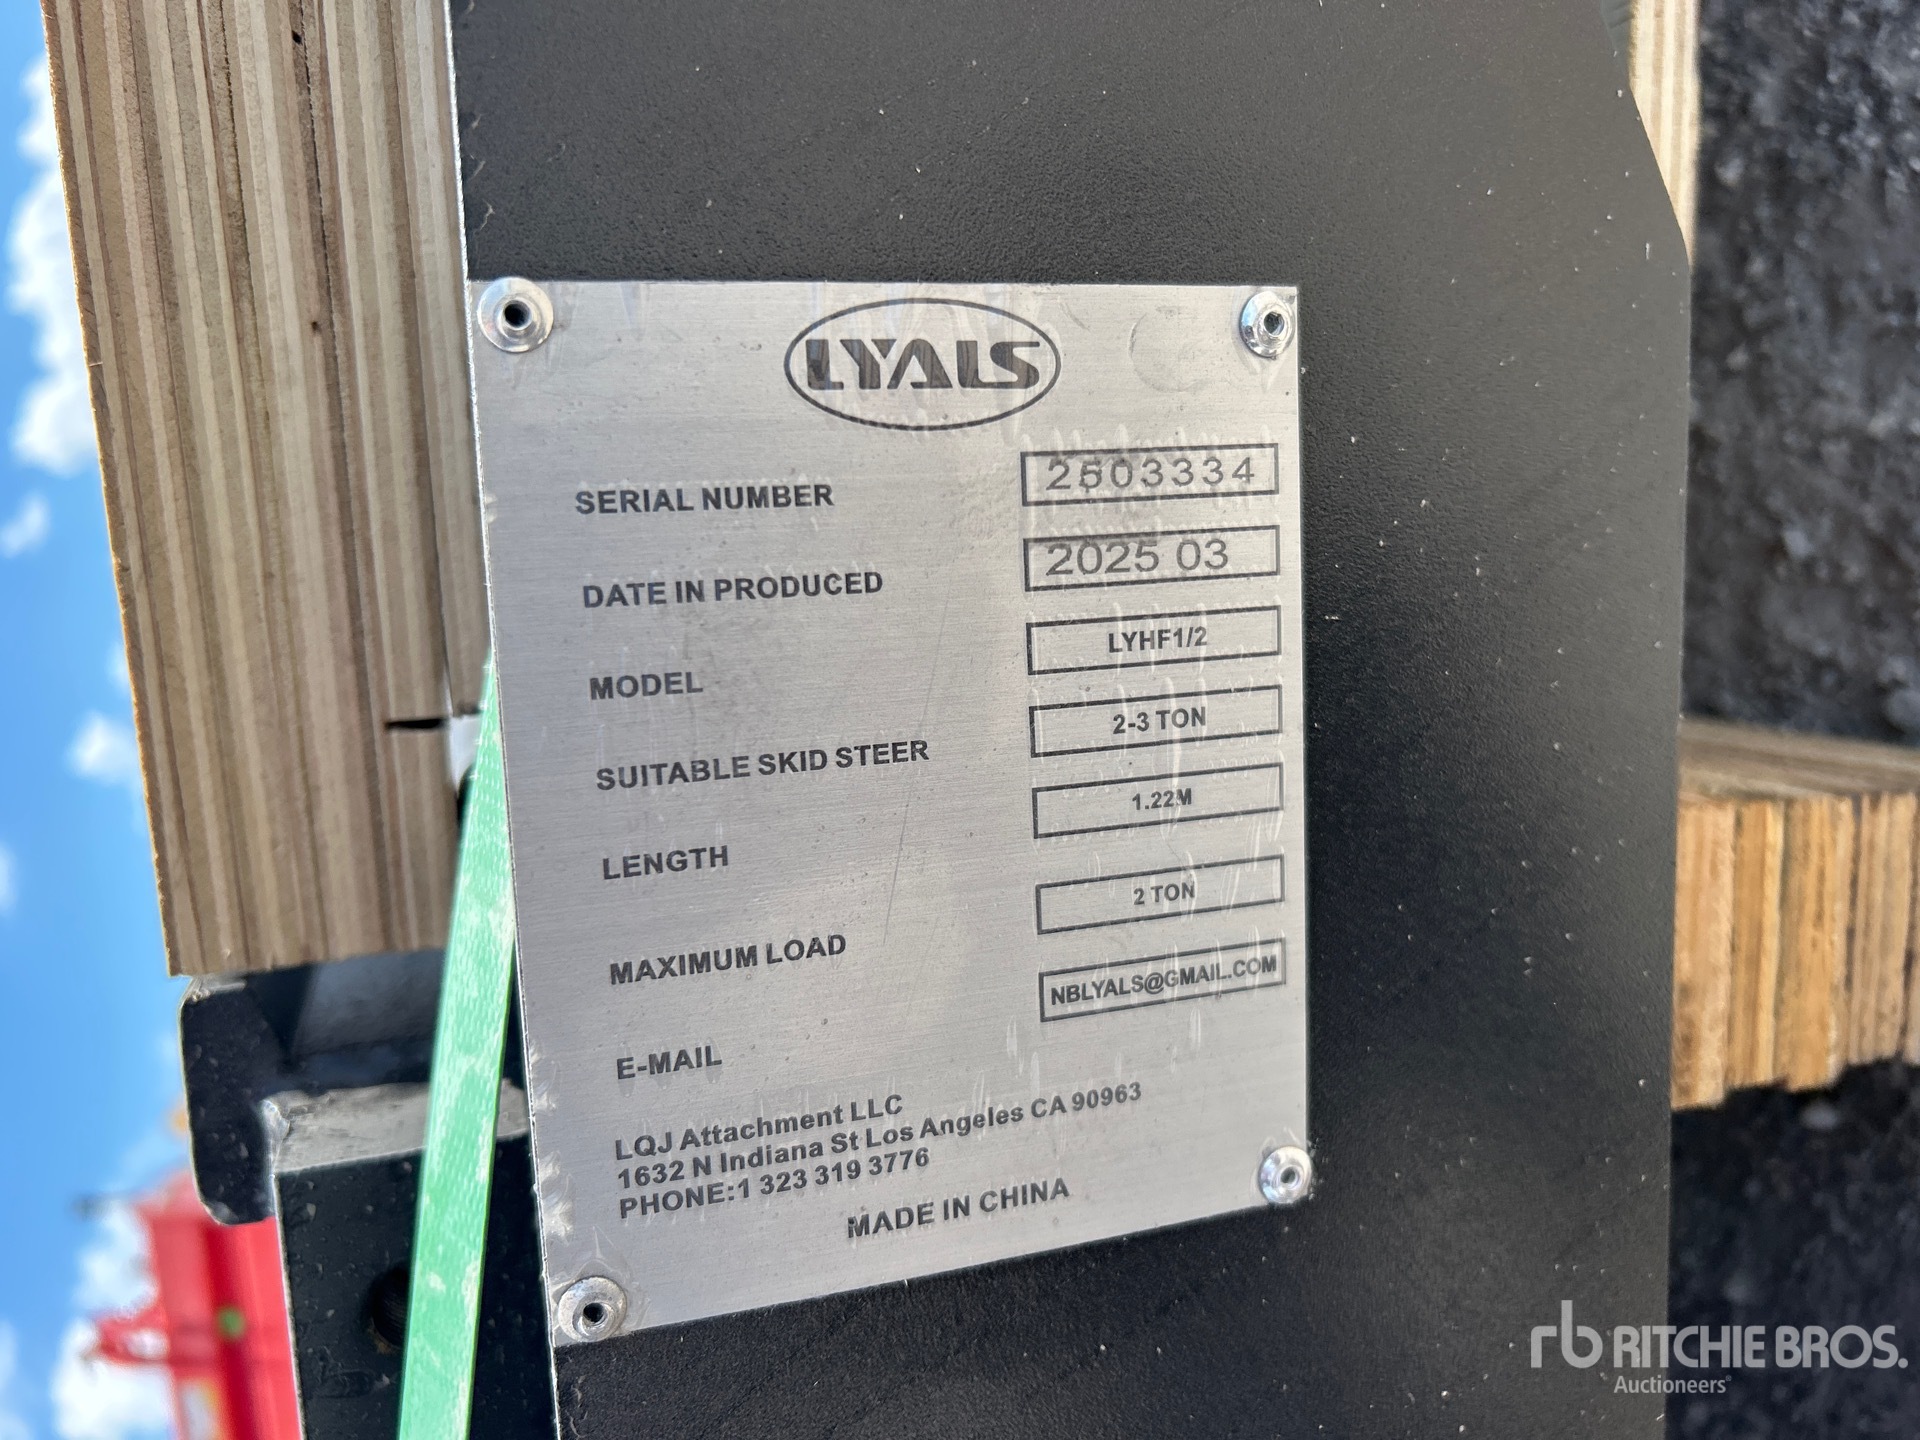 LYALS
SERIAL NUMBER 2503334
DATE IN PRODUCED 2025 03
MODEL LYHF1/2
SUITABLE SKID STEER 2-3 TON
LENGTH 1.22M
MAXIMUM LOAD 2 TON
E-MAIL NBLYALS@GMAIL.COM
LQJ Attachment LLC
1632 N Indiana St Los Angeles CA 90963
PHONE:1 323 319 3776
MADE IN CHINA
rb RITCHIE BROS.
Auctioneers